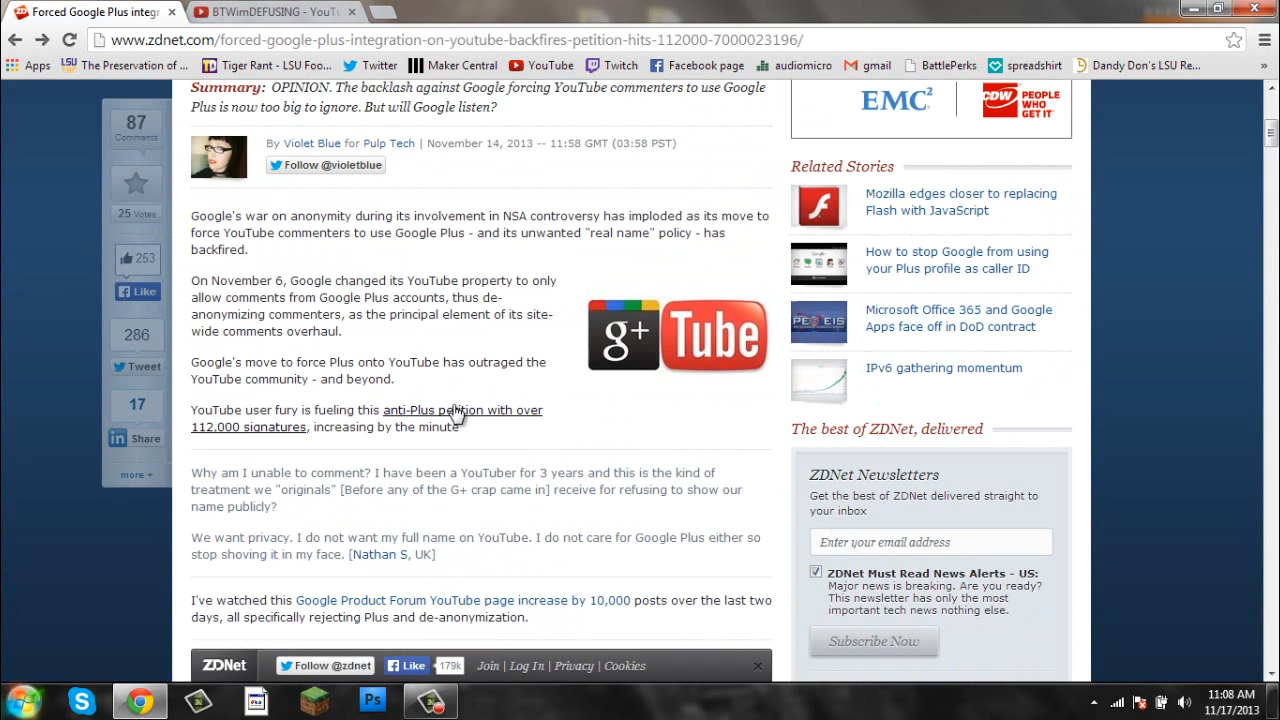 Forced Google Plus integr
BTWimDEFUSING - YouTu
www.zdnet.com/forced-google-plus-integration-on-youtube-backfires-petition-hits-112000-7000023196/
Apps
The Preservation of ...
Tiger Rant - LSU Foo...
Twitter
Maker Central
YouTube
Twitch
Facebook page
audiomicro
gmail
BattlePerks
spreadshirt
Dandy Don's LSU Re...
»
Summary: OPINION. The backlash against Google forcing YouTube commenters to use Google
Plus is now too big to ignore. But will Google listen?
By Violet Blue for Pulp Tech | November 14, 2013 -- 11:58 GMT (03:58 PST)
Follow @violetblue
Google's war on anonymity during its involvement in NSA controversy has imploded as its move to
force YouTube commenters to use Google Plus - and its unwanted "real name" policy - has
backfired.
On November 6, Google changed its YouTube property to only
allow comments from Google Plus accounts, thus de-
anonymizing commenters, as the principal element of its site-
wide comments overhaul.
g+ Tube
Google's move to force Plus onto YouTube has outraged the
YouTube community - and beyond.
YouTube user fury is fueling this anti-Plus petition with over
112,000 signatures, increasing by the minute
Why am I unable to comment? I have been a YouTuber for 3 years and this is the kind of
treatment we "originals" [Before any of the G+ crap came in] receive for refusing to show our
name publicly?
We want privacy. I do not want my full name on YouTube. I do not care for Google Plus either so
stop shoving it in my face. [Nathan S, UK]
I've watched this Google Product Forum YouTube page increase by 10,000 posts over the last two
days, all specifically rejecting Plus and de-anonymization.
87
Comments
25 Votes
253
Like
286
Tweet
17
Share
more +
EMC²
CDW PEOPLE
WHO
GET IT
Related Stories
Mozilla edges closer to replacing
Flash with JavaScript
How to stop Google from using
your Plus profile as caller ID
Microsoft Office 365 and Google
Apps face off in DoD contract
IPv6 gathering momentum
The best of ZDNet, delivered
ZDNet Newsletters
Get the best of ZDNet delivered straight to
your inbox
Enter your email address
ZDNet Must Read News Alerts - US:
Major news is breaking. Are you ready?
This newsletter has only the most
important tech news nothing else.
Subscribe Now
ZDNet
Follow @zdnet
Like
179k
Join | Log In | Privacy | Cookies
Ps
11:08 AM
11/17/2013